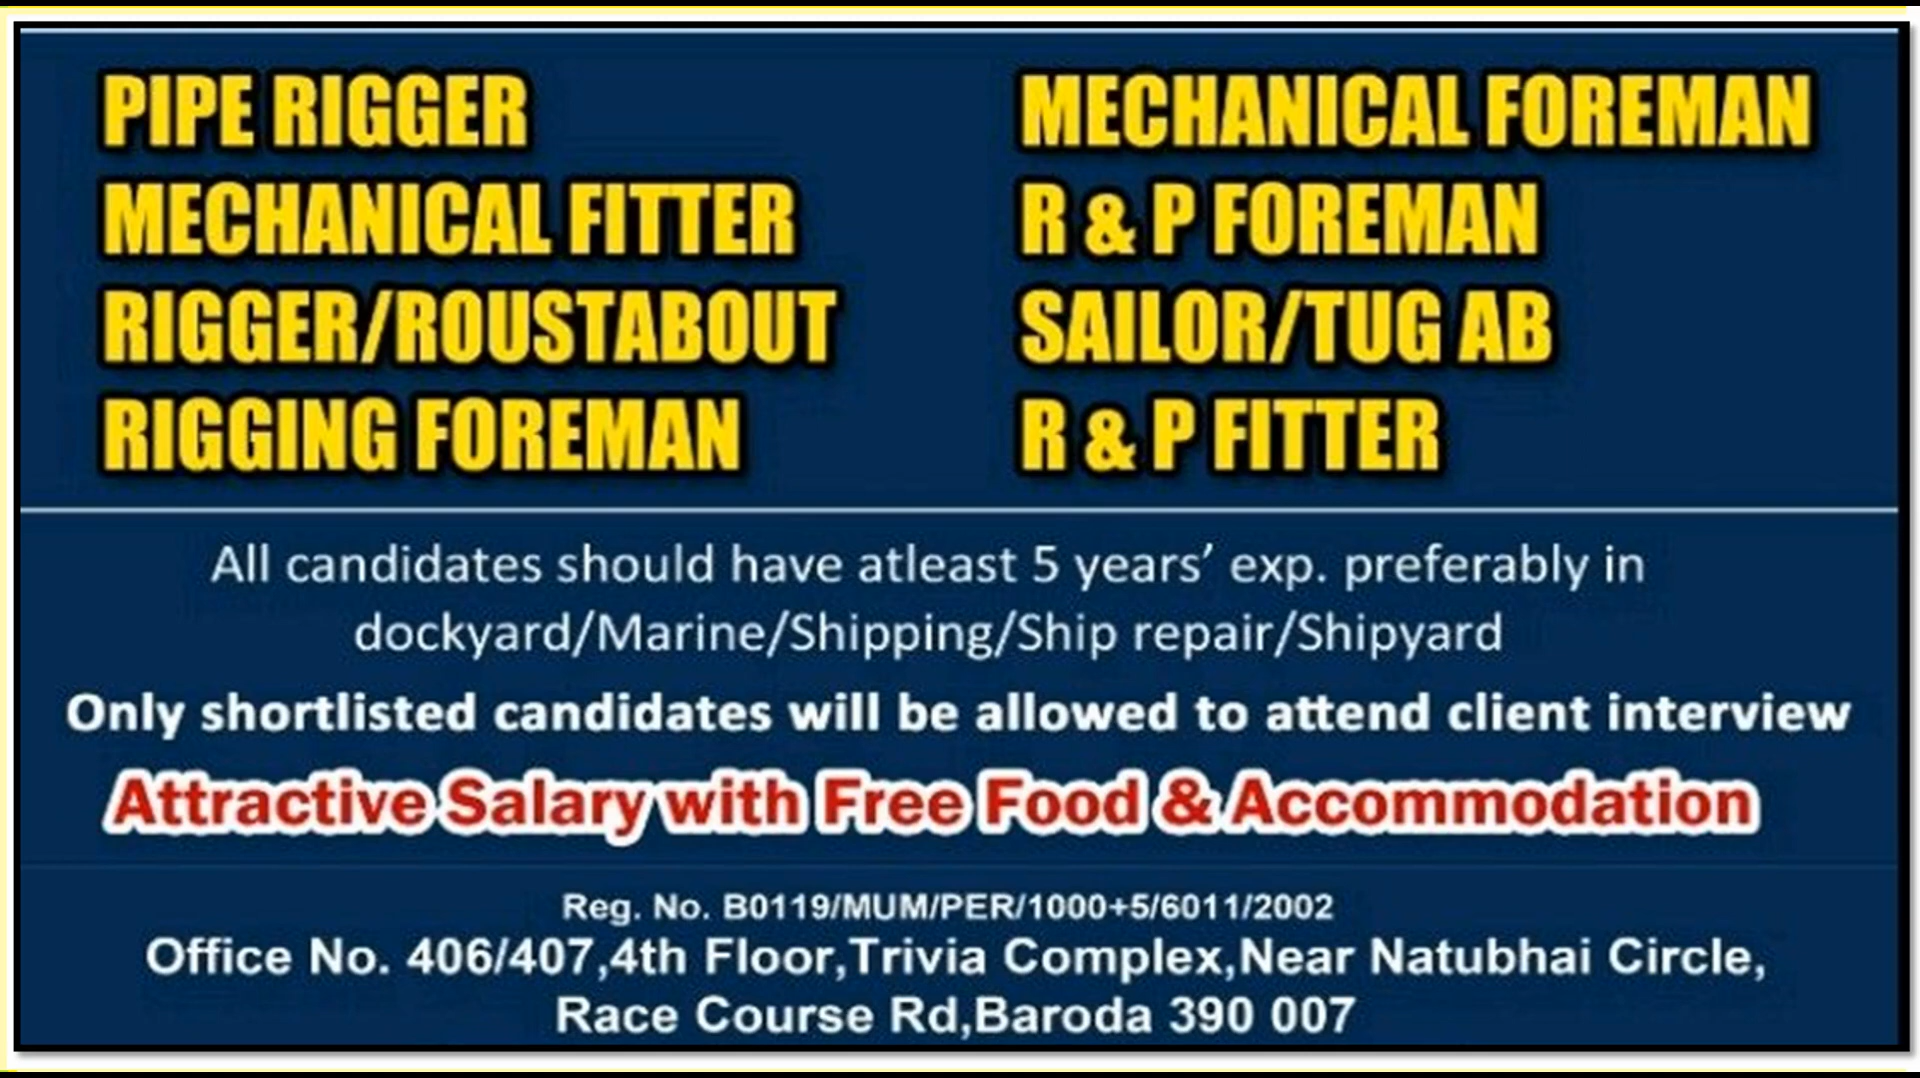 PIPE RIGGER
MECHANICAL FITTER
RIGGER/ROUSTABOUT
RIGGING FOREMAN
MECHANICAL FOREMAN
R & P FOREMAN
SAILOR/TUG AB
R & P FITTER
All candidates should have atleast 5 years’ exp. preferably in
dockyard/Marine/Shipping/Ship repair/Shipyard
Only shortlisted candidates will be allowed to attend client interview
Attractive Salary with Free Food & Accommodation
Reg. No. B0119/MUM/PER/1000+5/6011/2002
Office No. 406/407,4th Floor,Trivia Complex,Near Natubhai Circle,
Race Course Rd,Baroda 390 007